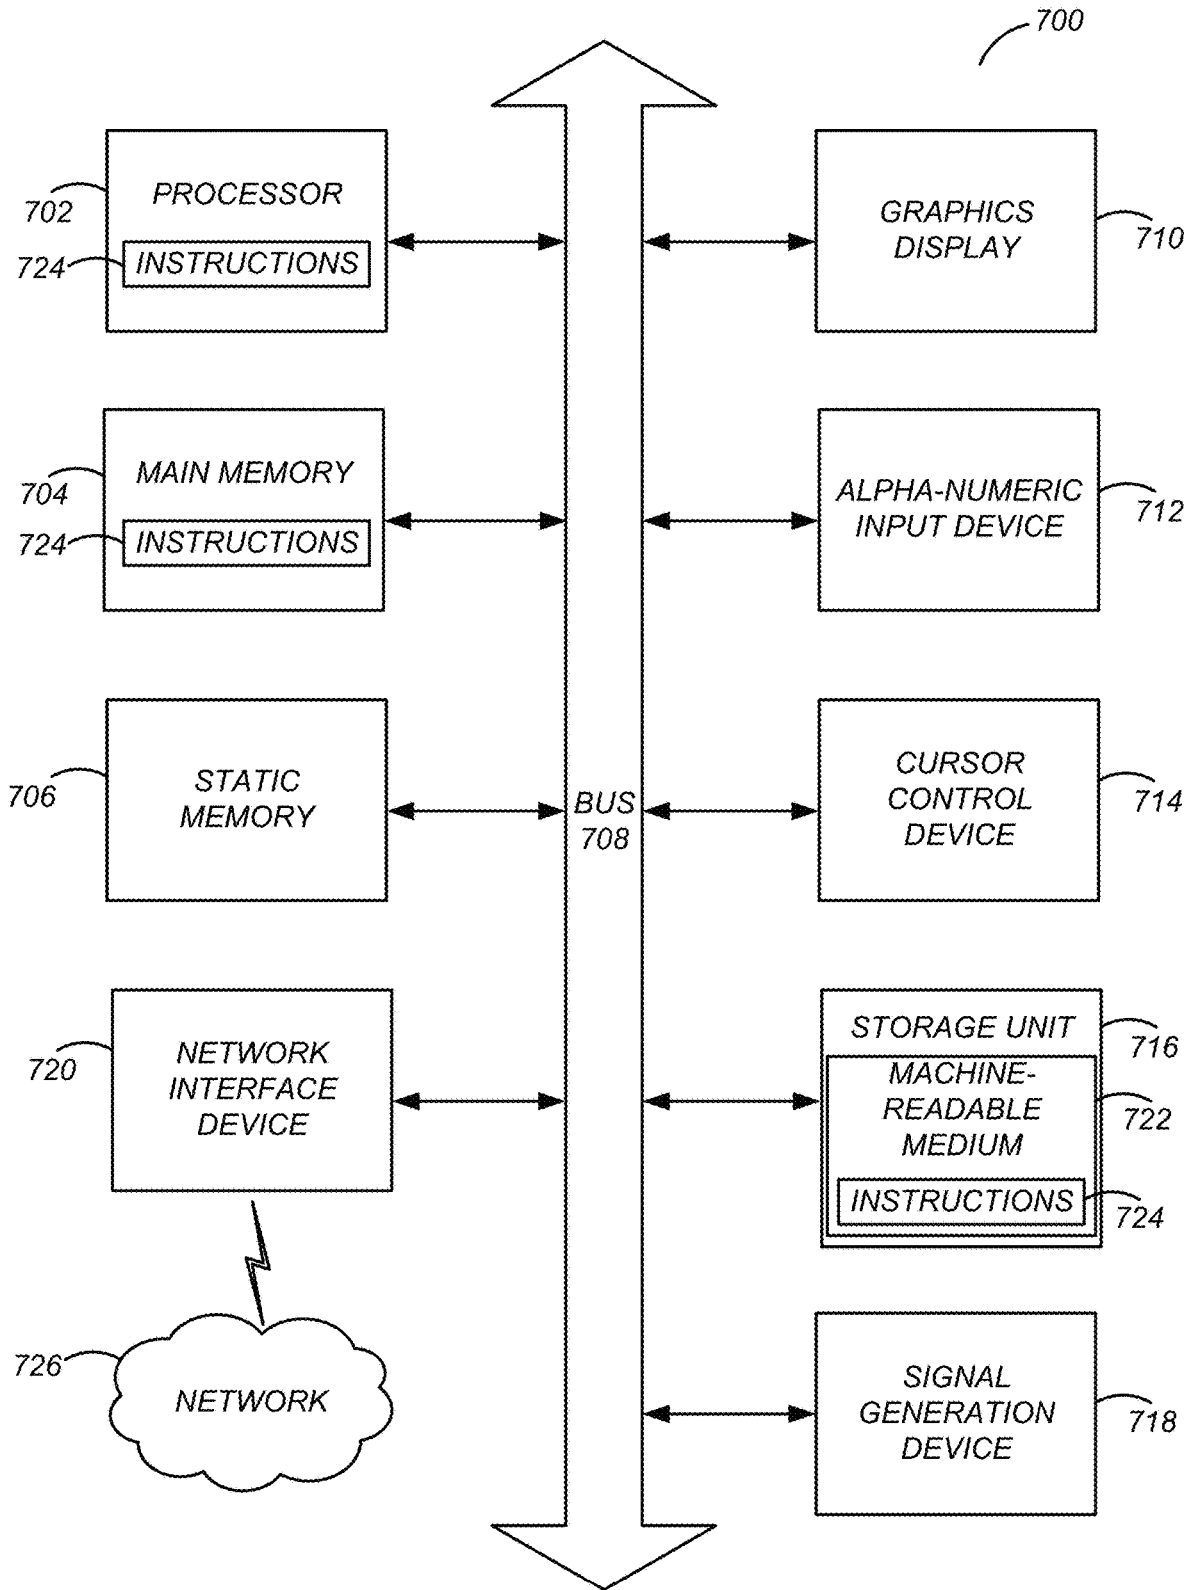 700
PROCESSOR
702
724
INSTRUCTIONS
GRAPHICS
DISPLAY
710
MAIN MEMORY
704
724
INSTRUCTIONS
ALPHA-NUMERIC
INPUT DEVICE
712
STATIC
MEMORY
706
BUS
708
CURSOR
CONTROL
DEVICE
714
NETWORK
INTERFACE
DEVICE
720
STORAGE UNIT
716
MACHINE-
READABLE
MEDIUM
722
INSTRUCTIONS
724
726
NETWORK
SIGNAL
GENERATION
DEVICE
718